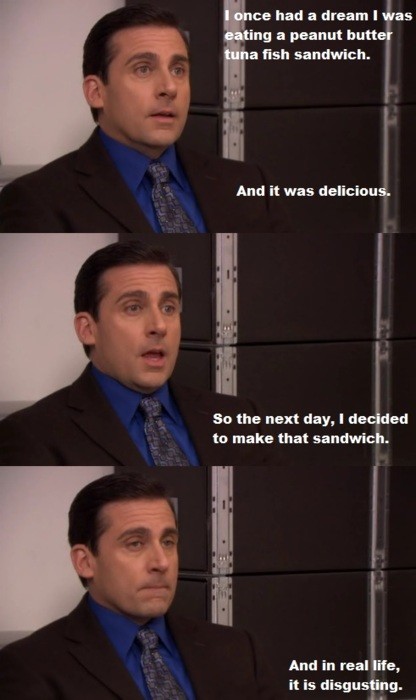 I once had a dream I was
eating a peanut butter
tuna fish sandwich.
And it was delicious.
So the next day, I decided
to make that sandwich.
And in real life,
it is disgusting.